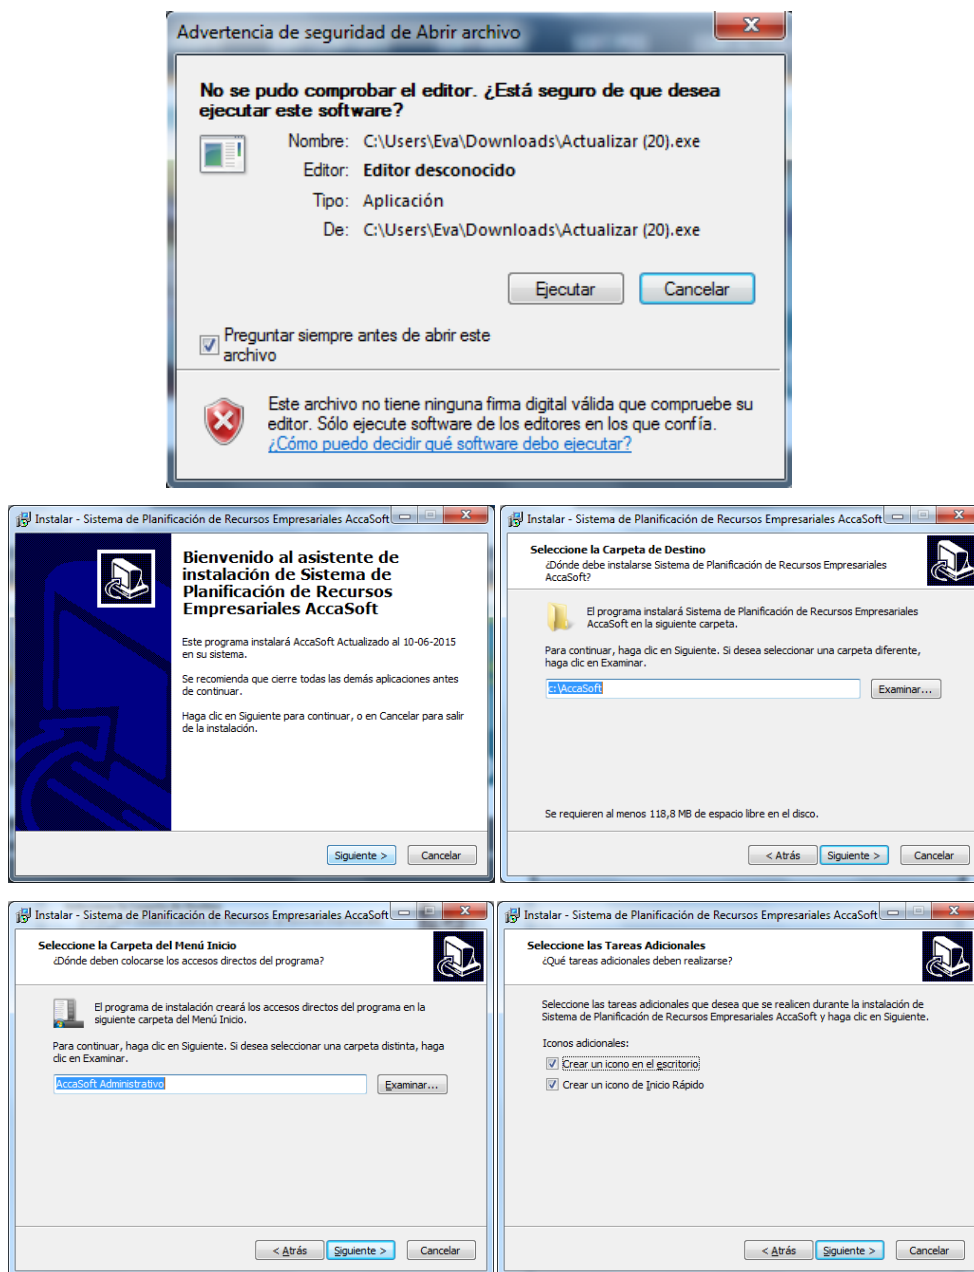 Advertencia de seguridad de Abrir archivo
No se pudo comprobar el editor. ¿Está seguro de que desea
ejecutar este software?
Nombre: C:\Users\Eva\Downloads\Actualizar (20).exe
Editor: Editor desconocido
Tipo: Aplicación
De: C:\Users\Eva\Downloads\Actualizar (20).exe
Ejecutar Cancelar
Preguntar siempre antes de abrir este
archivo
Este archivo no tiene ninguna firma digital válida que compruebe su
editor. Sólo ejecute software de los editores en los que confía.
¿Cómo puedo decidir qué software debo ejecutar?
Instalar - Sistema de Planificación de Recursos Empresariales AccaSoft
Bienvenido al asistente de
instalación de Sistema de
Planificación de Recursos
Empresariales AccaSoft
Este programa instalará AccaSoft Actualizado al 10-06-2015
en su sistema.
Se recomienda que cierre todas las demás aplicaciones antes
de continuar.
Haga clic en Siguiente para continuar, o en Cancelar para salir
de la instalación.
Siguiente > Cancelar
Instalar - Sistema de Planificación de Recursos Empresariales AccaSoft
Seleccione la Carpeta de Destino
¿Dónde debe instalarse Sistema de Planificación de Recursos Empresariales
AccaSoft?
El programa instalará Sistema de Planificación de Recursos Empresariales
AccaSoft en la siguiente carpeta.
Para continuar, haga clic en Siguiente. Si desea seleccionar una carpeta diferente,
haga clic en Examinar.
c:\AccaSoft Examinar...
Se requieren al menos 118,8 MB de espacio libre en el disco.
< Atrás Siguiente > Cancelar
Instalar - Sistema de Planificación de Recursos Empresariales AccaSoft
Seleccione la Carpeta del Menú Inicio
¿Dónde deben colocarse los accesos directos del programa?
El programa de instalación creará los accesos directos del programa en la
siguiente carpeta del Menú Inicio.
Para continuar, haga clic en Siguiente. Si desea seleccionar una carpeta distinta, haga
clic en Examinar.
AccaSoft Administrativo Examinar...
< Atrás Siguiente > Cancelar
Instalar - Sistema de Planificación de Recursos Empresariales AccaSoft
Seleccione las Tareas Adicionales
¿Qué tareas adicionales deben realizarse?
Seleccione las tareas adicionales que desea que se realicen durante la instalación de
Sistema de Planificación de Recursos Empresariales AccaSoft y haga clic en Siguiente.
Iconos adicionales:
Crear un icono en el escritorio
Crear un icono de Inicio Rápido
< Atrás Siguiente > Cancelar